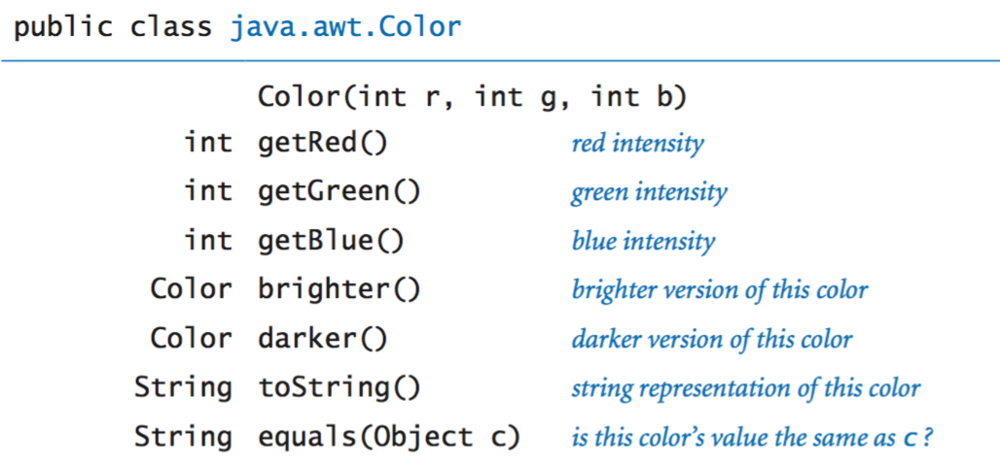 public class java.awt.Color
Color(int r, int g, int b)
int getRed() red intensity
int getGreen() green intensity
int getBlue() blue intensity
Color brighter() brighter version of this color
Color darker() darker version of this color
String toString() string representation of this color
String equals(Object c) is this color’s value the same as c ?